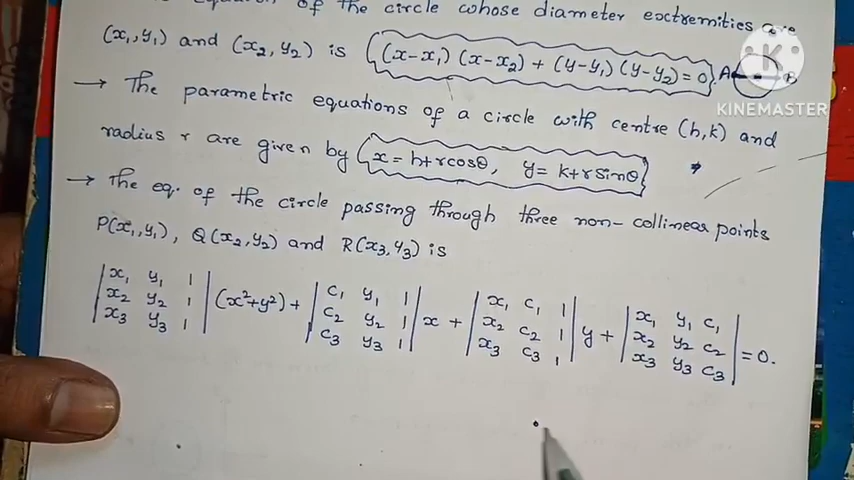 equation of the circle whose diameter exctremities are
(x₁,y₁) and (x₂,y₂) is (x-x₁)(x-x₂)+(y-y₁)(y-y₂)=0. A B
→ The parametric equations of a circle with centre (h,k) and
radius r are given by x=h+rcosθ, y=k+rsinθ
→ The eq. of the circle passing through three non-collinear points
P(x₁,y₁), Q(x₂,y₂) and R(x₃,y₃) is
|x₁ y₁ 1| |c₁ y₁ 1| |x₁ c₁ 1| |x₁ y₁ c₁|
|x₂ y₂ 1| (x²+y²)+ |c₂ y₂ 1| x + |x₂ c₂ 1| y + |x₂ y₂ c₂| =0.
|x₃ y₃ 1| |c₃ y₃ 1| |x₃ c₃ 1| |x₃ y₃ c₃|
K
KINEMASTER